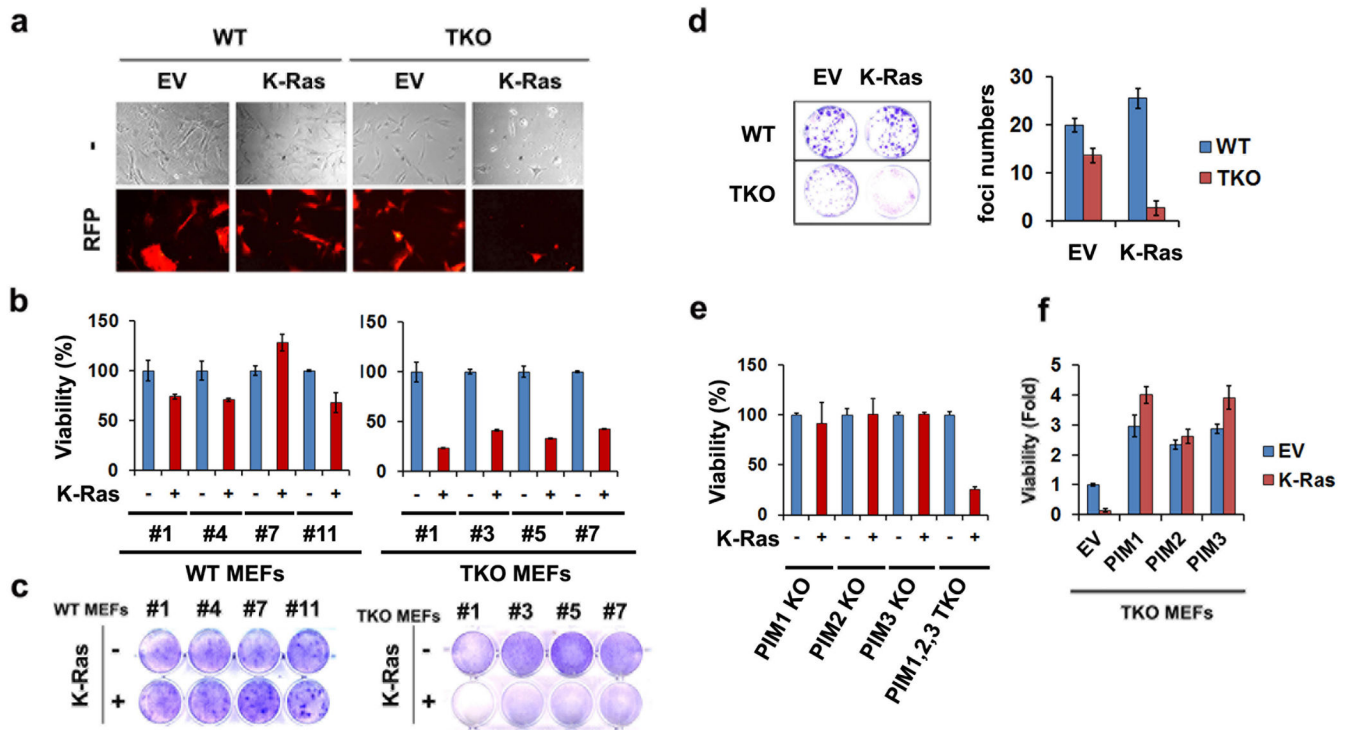 a
WT TKO
EV K-Ras EV K-Ras
-
RFP
b
Viability (%)
150
100
50
0
K-Ras - + - + - + - +
#1 #4 #7 #11
WT MEFs
150
100
50
0
- + - + - + - +
#1 #3 #5 #7
TKO MEFs
c
WT MEFs #1 #4 #7 #11
K-Ras
-
+
TKO MEFs #1 #3 #5 #7
K-Ras
-
+
d
EV K-Ras
WT
TKO
foci numbers
30
20
10
0
EV K-Ras
WT
TKO
e
Viability (%)
150
100
50
0
K-Ras - + - + - + - +
PIM1 KO
PIM2 KO
PIM3 KO
PIM1,2,3 TKO
f
Viability (Fold)
5
4
3
2
1
0
EV
PIM1
PIM2
PIM3
TKO MEFs
EV
K-Ras